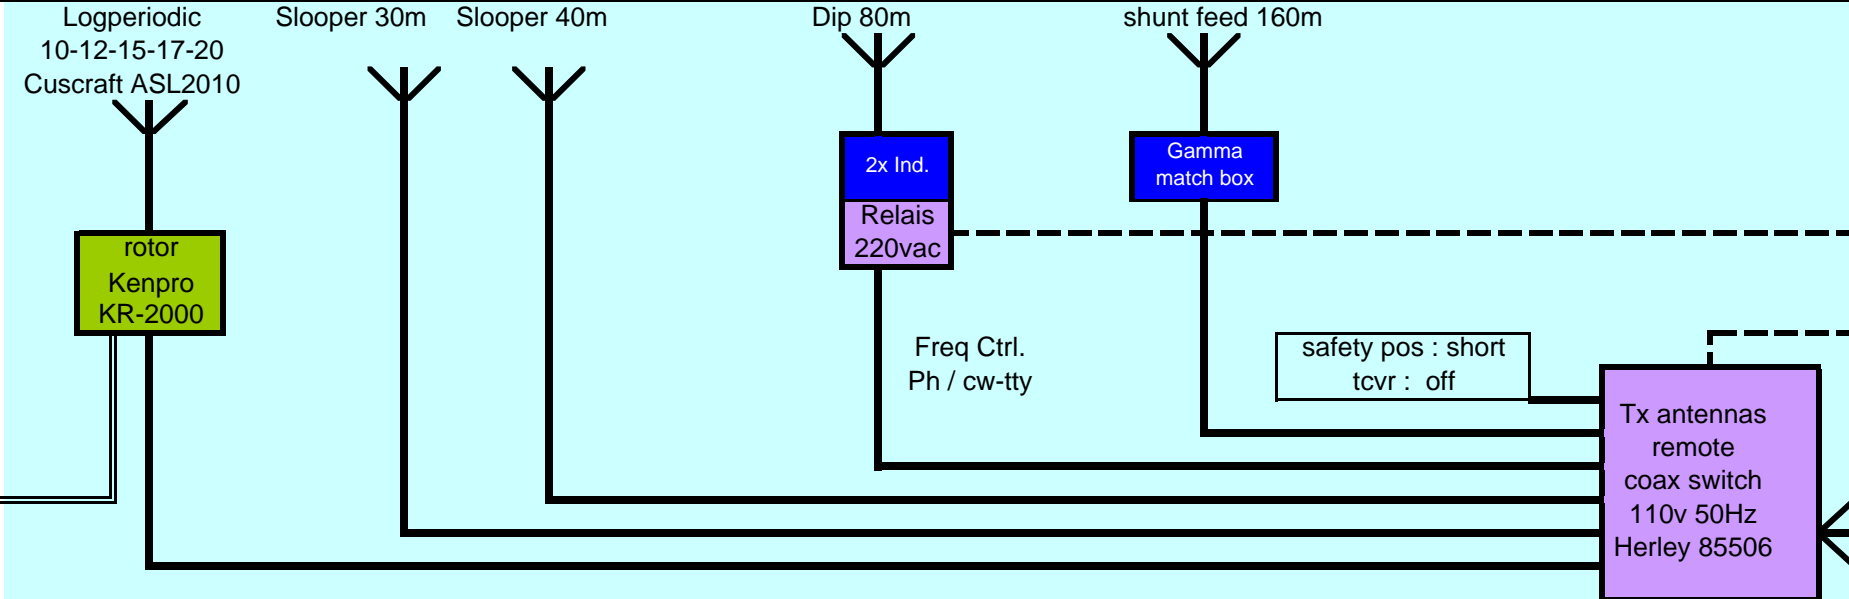 Logperiodic
10-12-15-17-20
Cuscraft ASL2010
Slooper 30m
Slooper 40m
Dip 80m
shunt feed 160m
2x Ind.
Relais
220vac
Gamma
match box
rotor
Kenpro
KR-2000
Freq Ctrl.
Ph / cw-tty
safety pos : short
tcvr :  off
Tx antennas
remote
coax switch
110v 50Hz
Herley 85506